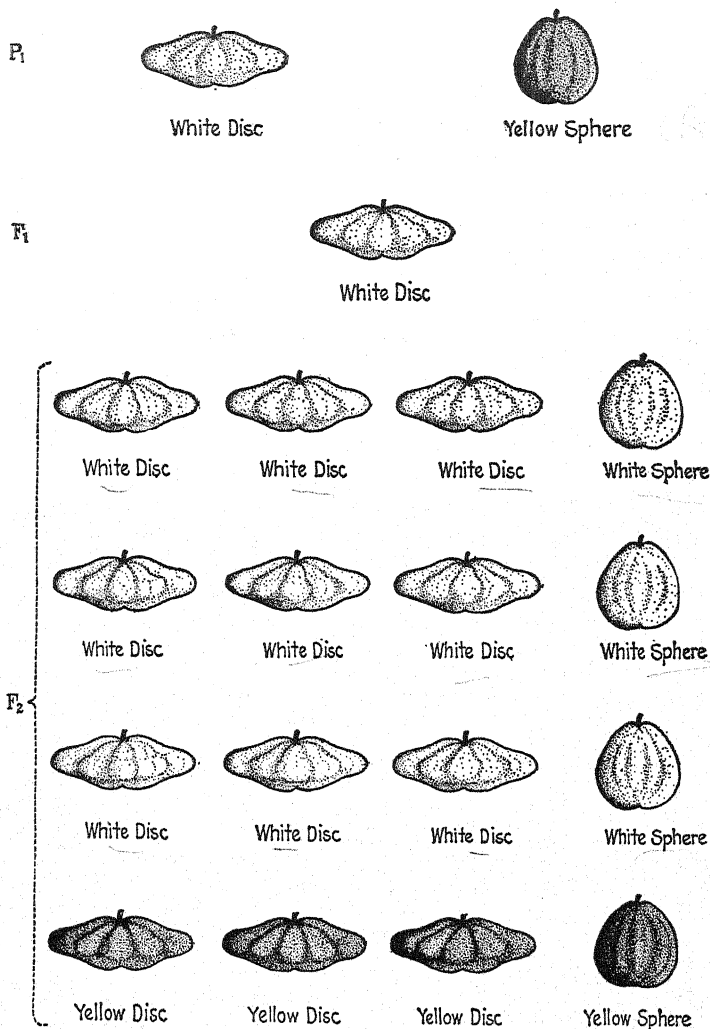 P₁
White Disc Yellow Sphere
F₁
White Disc
White Disc White Disc White Disc White Sphere
White Disc White Disc White Disc White Sphere
F₂
White Disc White Disc White Disc White Sphere
Yellow Disc Yellow Disc Yellow Disc Yellow Sphere